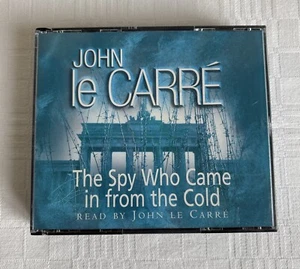 JOHN
le CARRÉ
The Spy Who Came
in from the Cold
READ BY JOHN LE CARRÉ